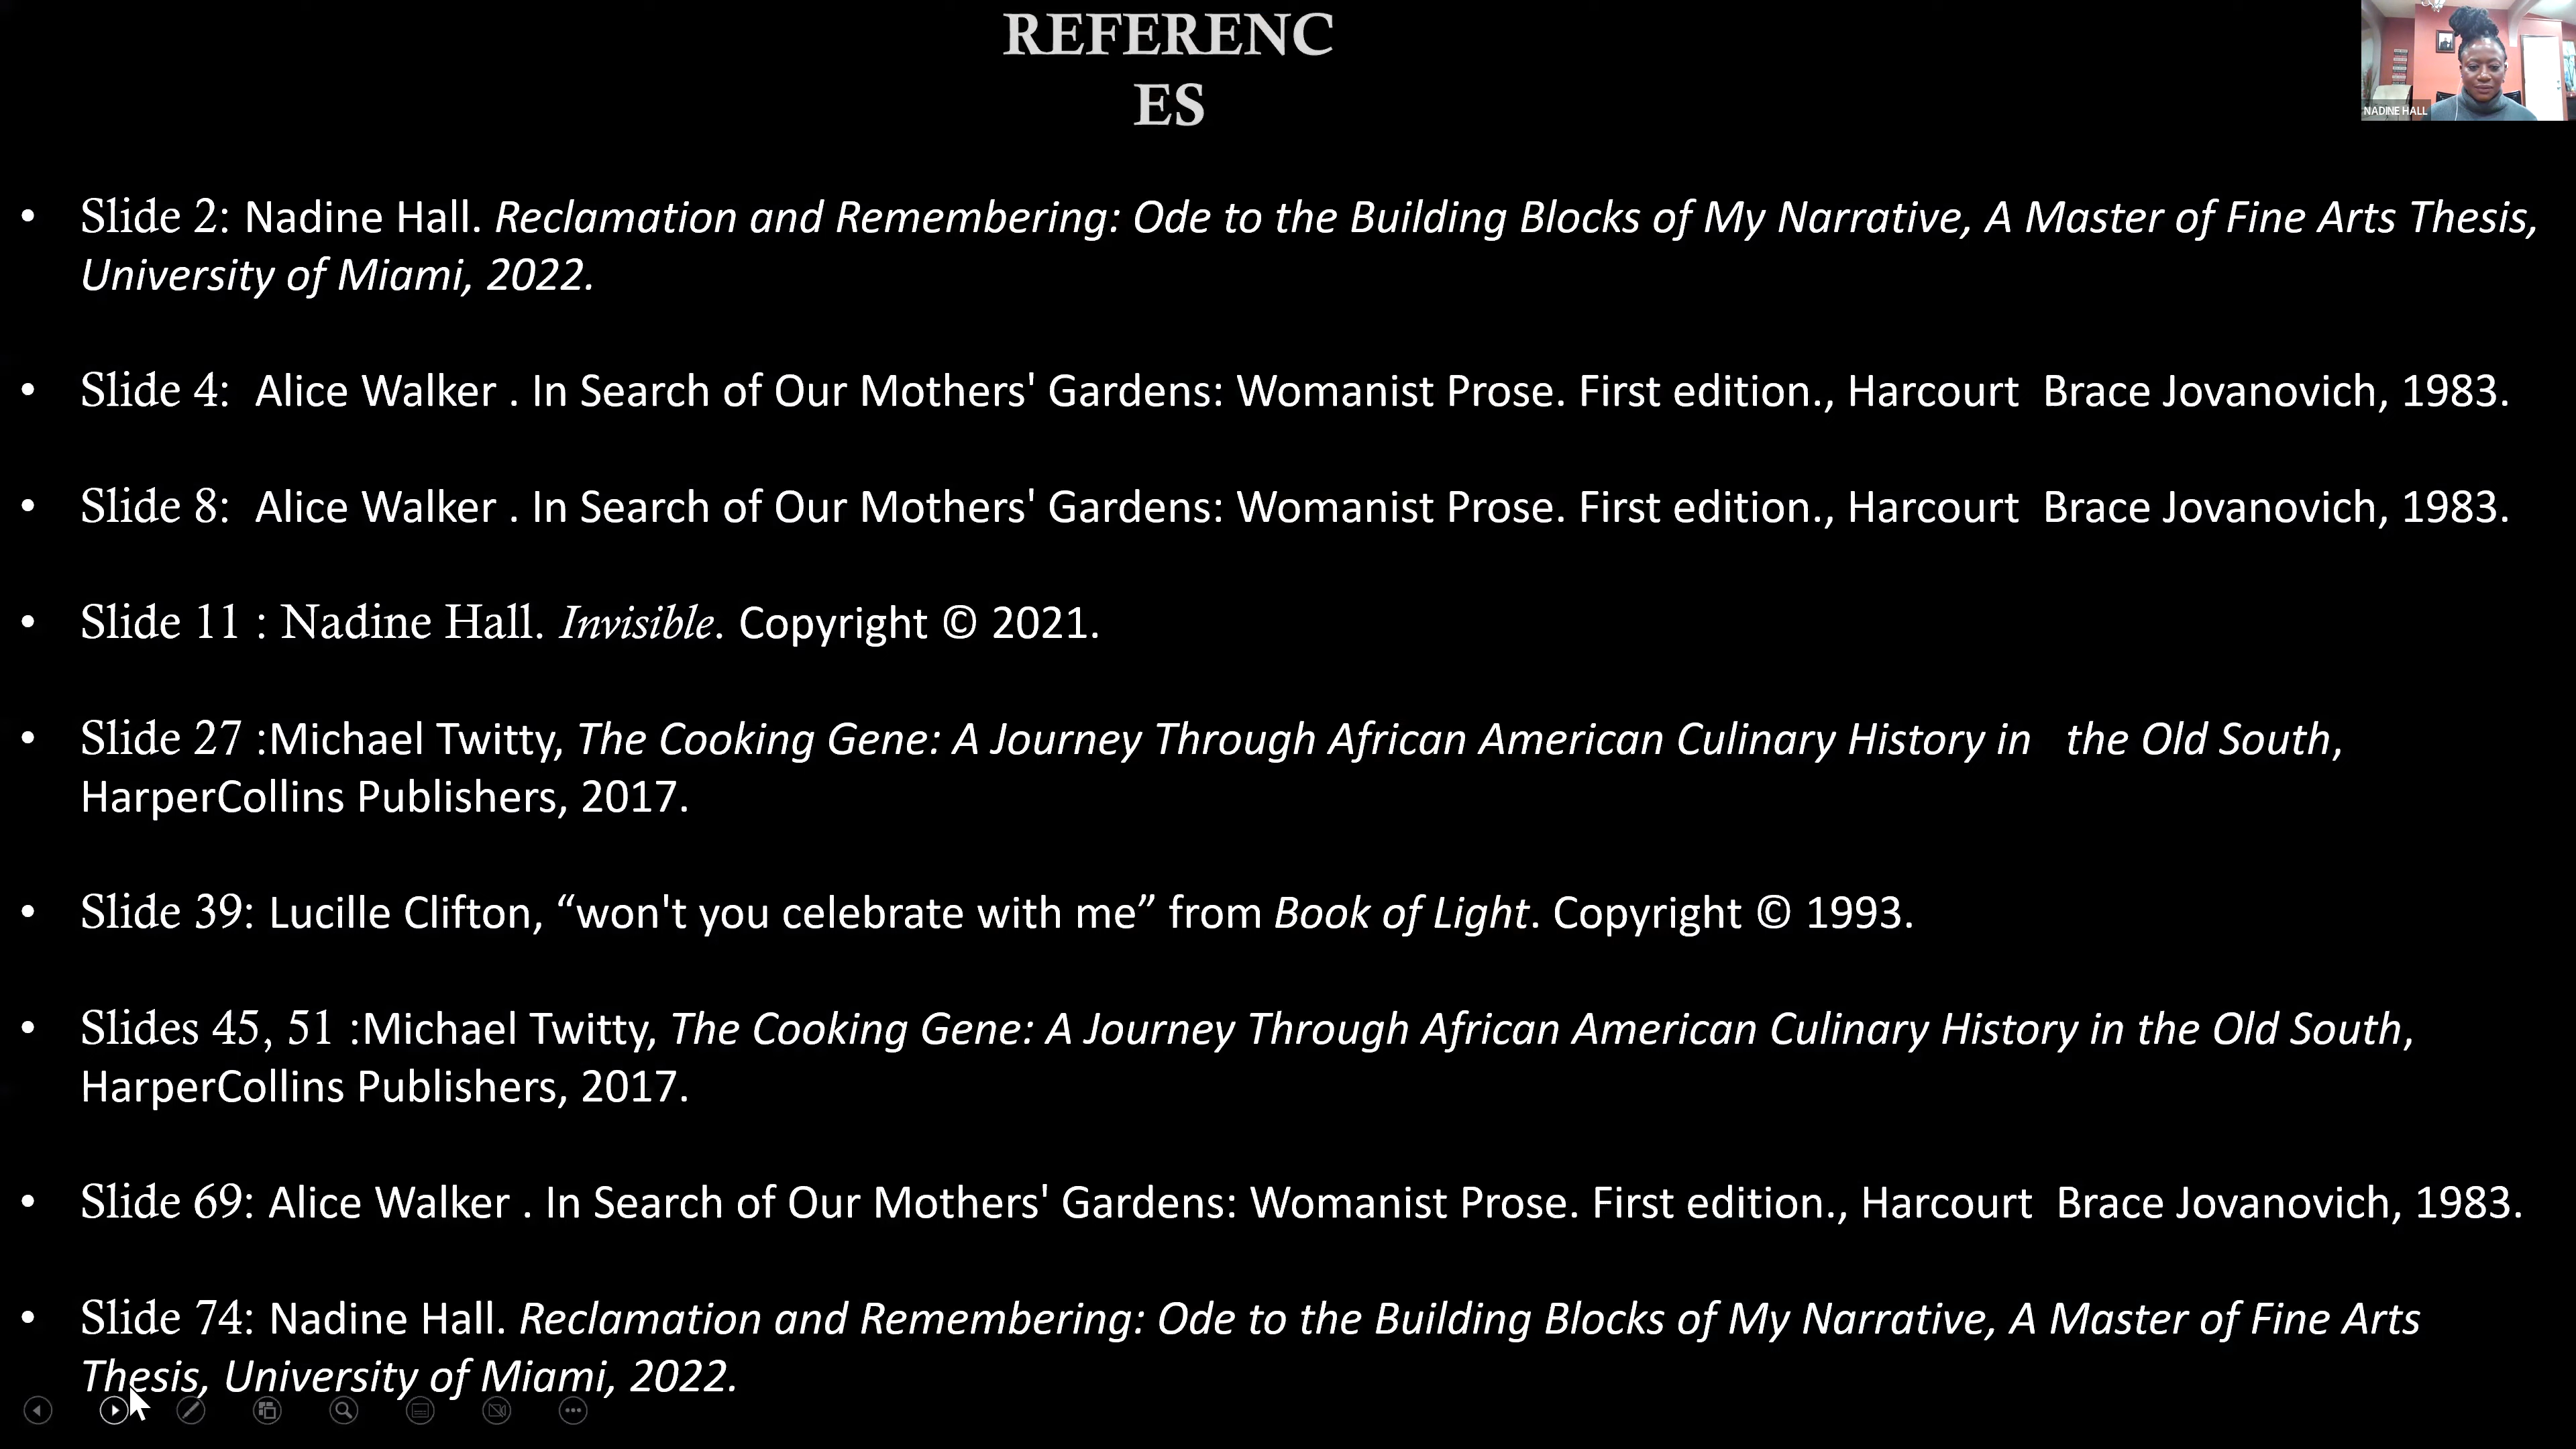 REFERENC
ES
NADINE HALL
• Slide 2: Nadine Hall. Reclamation and Remembering: Ode to the Building Blocks of My Narrative, A Master of Fine Arts Thesis,
University of Miami, 2022.
• Slide 4:  Alice Walker . In Search of Our Mothers' Gardens: Womanist Prose. First edition., Harcourt  Brace Jovanovich, 1983.
• Slide 8:  Alice Walker . In Search of Our Mothers' Gardens: Womanist Prose. First edition., Harcourt  Brace Jovanovich, 1983.
• Slide 11 : Nadine Hall. Invisible. Copyright © 2021.
• Slide 27 :Michael Twitty, The Cooking Gene: A Journey Through African American Culinary History in   the Old South,
HarperCollins Publishers, 2017.
• Slide 39: Lucille Clifton, “won't you celebrate with me” from Book of Light. Copyright © 1993.
• Slides 45, 51 :Michael Twitty, The Cooking Gene: A Journey Through African American Culinary History in the Old South,
HarperCollins Publishers, 2017.
• Slide 69: Alice Walker . In Search of Our Mothers' Gardens: Womanist Prose. First edition., Harcourt  Brace Jovanovich, 1983.
• Slide 74: Nadine Hall. Reclamation and Remembering: Ode to the Building Blocks of My Narrative, A Master of Fine Arts
Thesis, University of Miami, 2022.